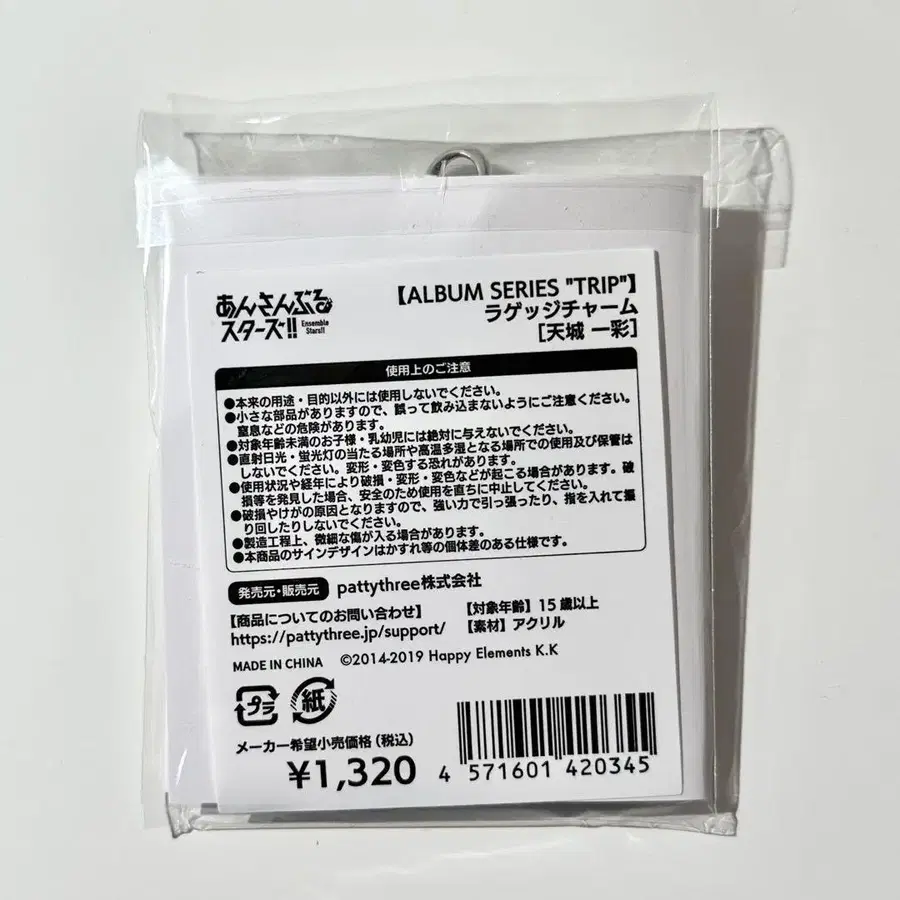 あんさんぶる
スターズ!!
Ensemble
Stars!!
【ALBUM SERIES "TRIP"】
ラゲッジチャーム
[天城 一彩]
使用上のご注意
●本来の用途・目的以外には使用しないでください。
●小さな部品がありますので、誤って飲み込まないようにご注意ください。
窒息などの危険があります。
●対象年齢未満のお子様・乳幼児には絶対に与えないでください。
●直射日光・蛍光灯の当たる場所や高温多湿となる場所での使用及び保管は
しないでください。変形・変色する恐れがあります。
●使用状況や経年により破損・変形・変色などが起こる場合があります。破
損等を発見した場合、安全のため使用を直ちに中止してください。
●破損やけがの原因となりますので、強い力で引っ張ったり、指を入れて振
り回したりしないでください。
●製造工程上、微細な傷が入る場合があります。
●本商品のサインデザインはかすれ等の個体差のある仕様です。
発売元・販売元 pattythree株式会社
【商品についてのお問い合わせ】 【対象年齢】15歳以上
https://pattythree.jp/support/ 【素材】アクリル
MADE IN CHINA ©2014-2019 Happy Elements K.K
プラ 紙
メーカー希望小売価格(税込)
¥1,320
4 571601 420345